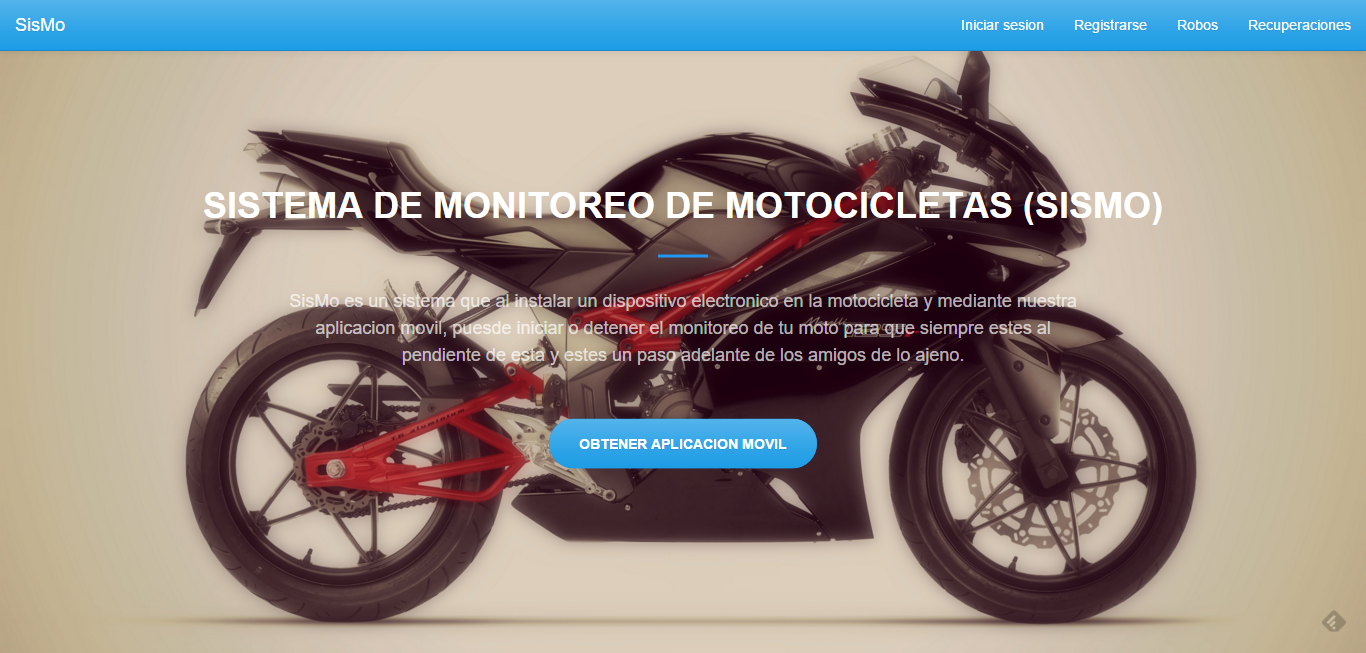 SisMo
Iniciar sesion
Registrarse
Robos
Recuperaciones
SISTEMA DE MONITOREO DE MOTOCICLETAS (SISMO)
SisMo es un sistema que al instalar un dispositivo electronico en la motocicleta y mediante nuestra
aplicacion movil, puesde iniciar o detener el monitoreo de tu moto para que siempre estes al
pendiente de esta y estes un paso adelante de los amigos de lo ajeno.
OBTENER APLICACION MOVIL